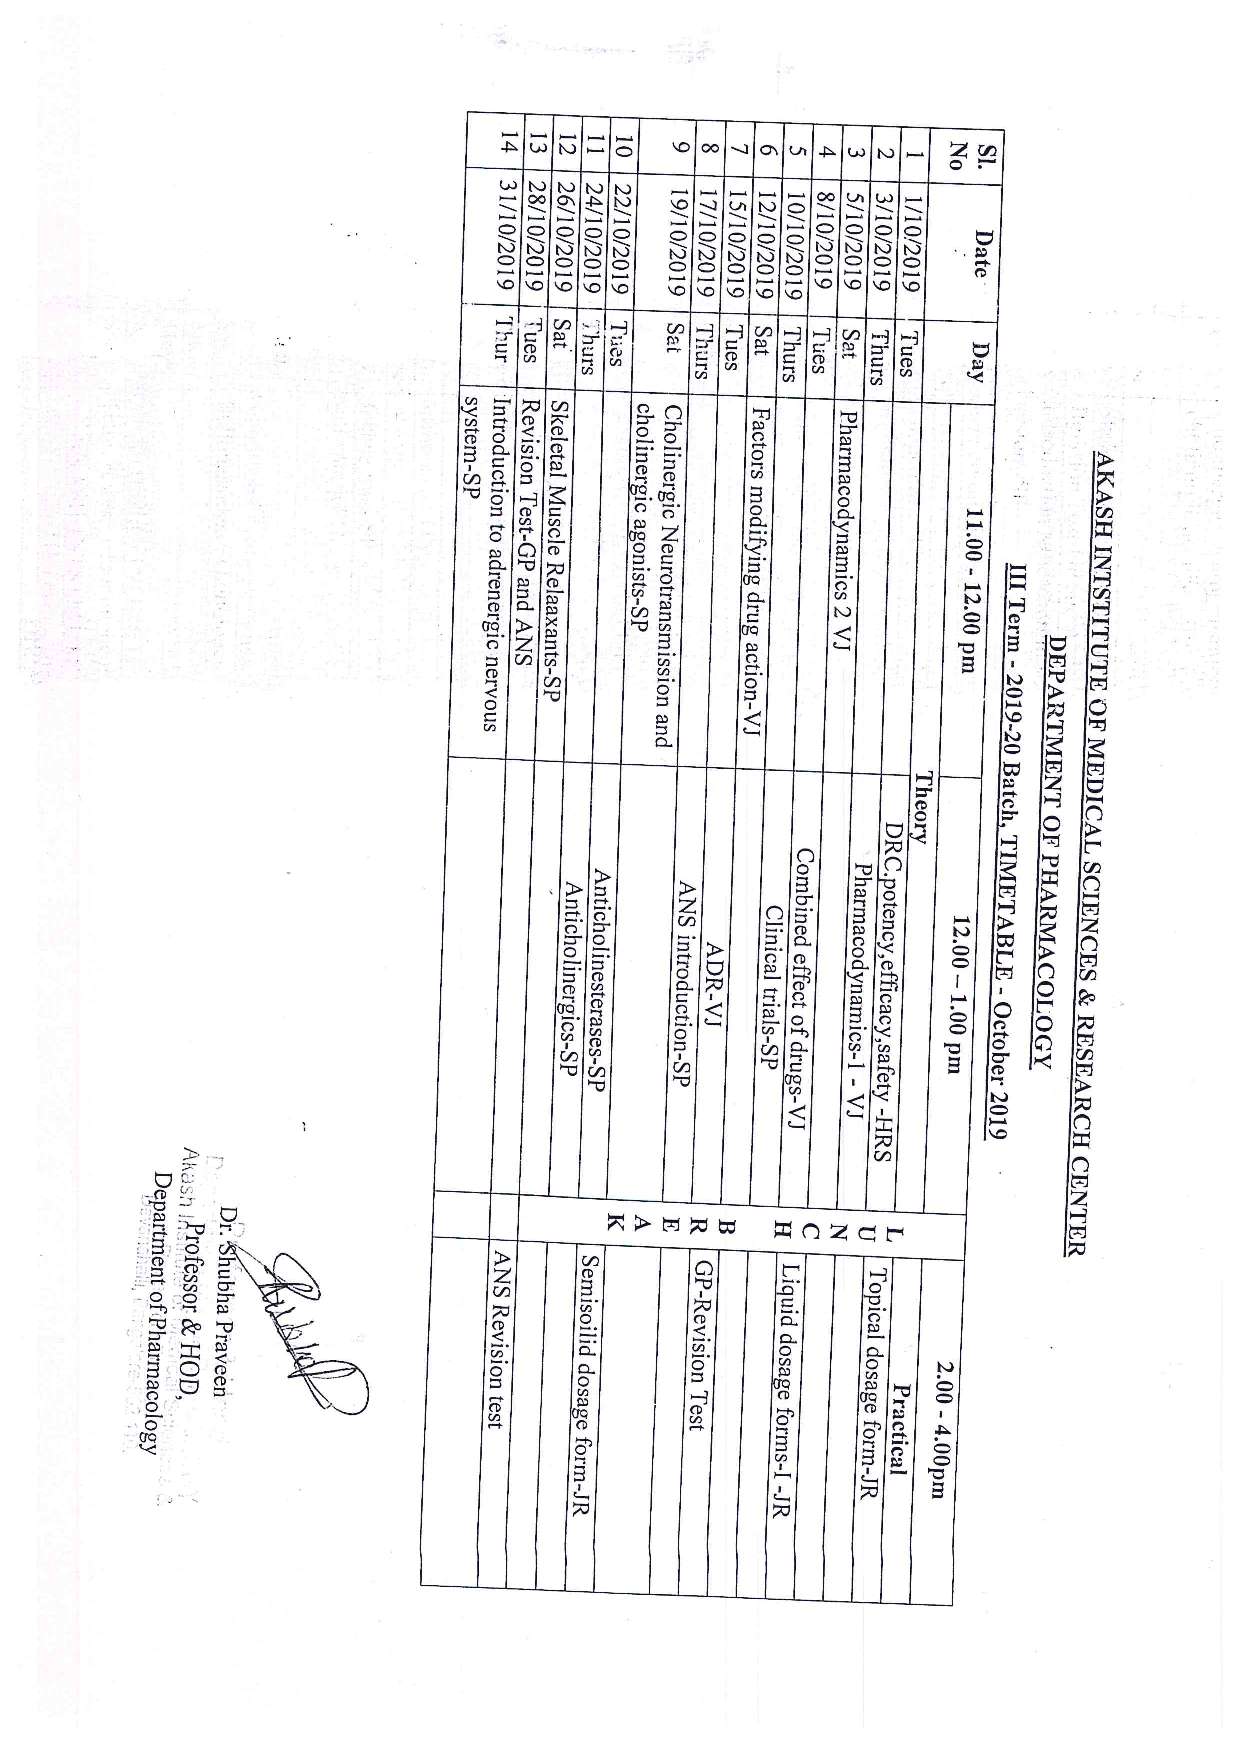 AKASH INTSTITUTE OF MEDICAL SCIENCES & RESEARCH CENTER
DEPARTMENT OF PHARMACOLOGY
III Term - 2019-20 Batch, TIMETABLE - October 2019
Sl. No Date Day 11.00 - 12.00 pm 12.00 – 1.00 pm 2.00 - 4.00pm
Theory Practical
1 1/10/2019 Tues DRC.potency,efficacy,safety -HRS L Topical dosage form-JR
2 3/10/2019 Thurs Pharmacodynamics-1 - VJ U
3 5/10/2019 Sat Pharmacodynamics 2 VJ N
4 8/10/2019 Tues Combined effect of drugs-VJ C Liquid dosage forms-I -JR
5 10/10/2019 Thurs Clinical trials-SP H
6 12/10/2019 Sat Factors modifying drug action-VJ
7 15/10/2019 Tues ADR-VJ B GP-Revision Test
8 17/10/2019 Thurs ANS introduction-SP R
9 19/10/2019 Sat Cholinergic Neurotransmission and E
cholinergic agonists-SP A
10 22/10/2019 Tues Anticholinesterases-SP K Semisoilid dosage form-JR
11 24/10/2019 Thurs Anticholinergics-SP
12 26/10/2019 Sat Skeletal Muscle Relaaxants-SP
13 28/10/2019 Tues Revision Test-GP and ANS ANS Revision test
14 31/10/2019 Thur Introduction to adrenergic nervous
system-SP
Dr. Shubha Praveen
Professor & HOD,
Department of Pharmacology